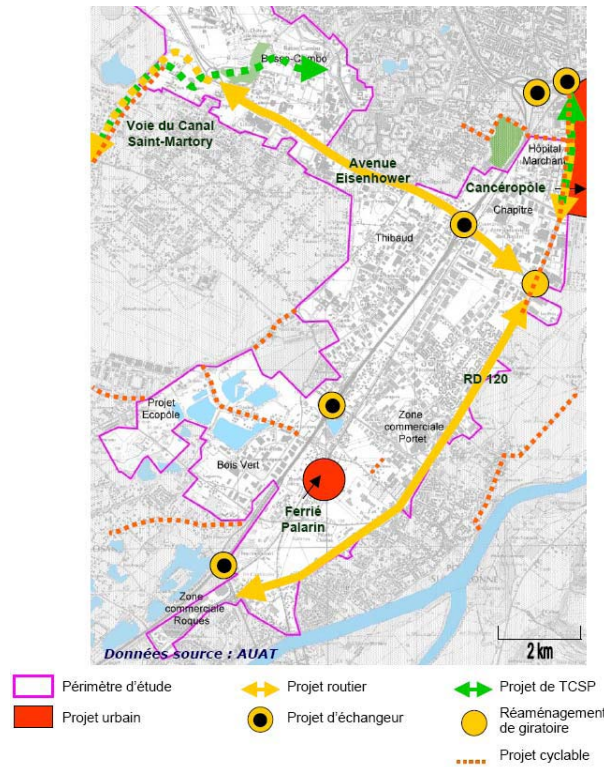 Basso-Cambo
Voie du Canal
Saint-Martory
Avenue
Eisenhower
Hôpital
Marchant
Cancéropôle
Chapitre
Thibaud
RD 120
Projet
Ecopôle
Zone
commerciale
Portet
Bois Vert
Ferrié
Palarin
Zone
commerciale
Roques
Données source : AUAT
2 km
Périmètre d'étude
Projet routier
Projet de TCSP
Projet urbain
Projet d'échangeur
Réaménagement
de giratoire
Projet cyclable